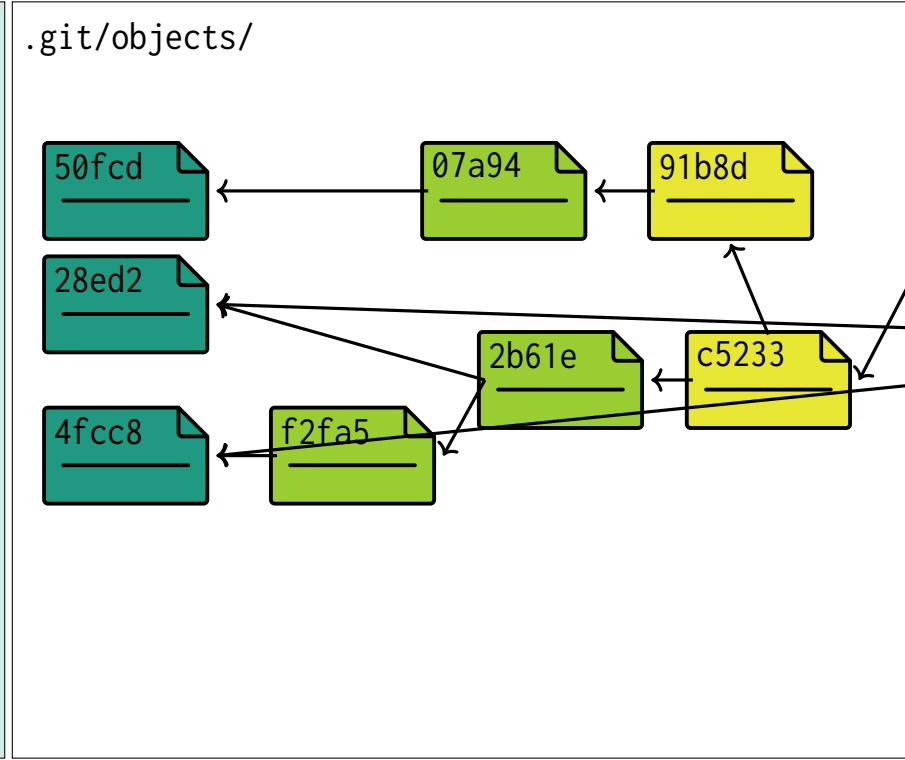 .git/objects/
50fcd
07a94
91b8d
28ed2
2b61e
c5233
4fcc8
f2fa5